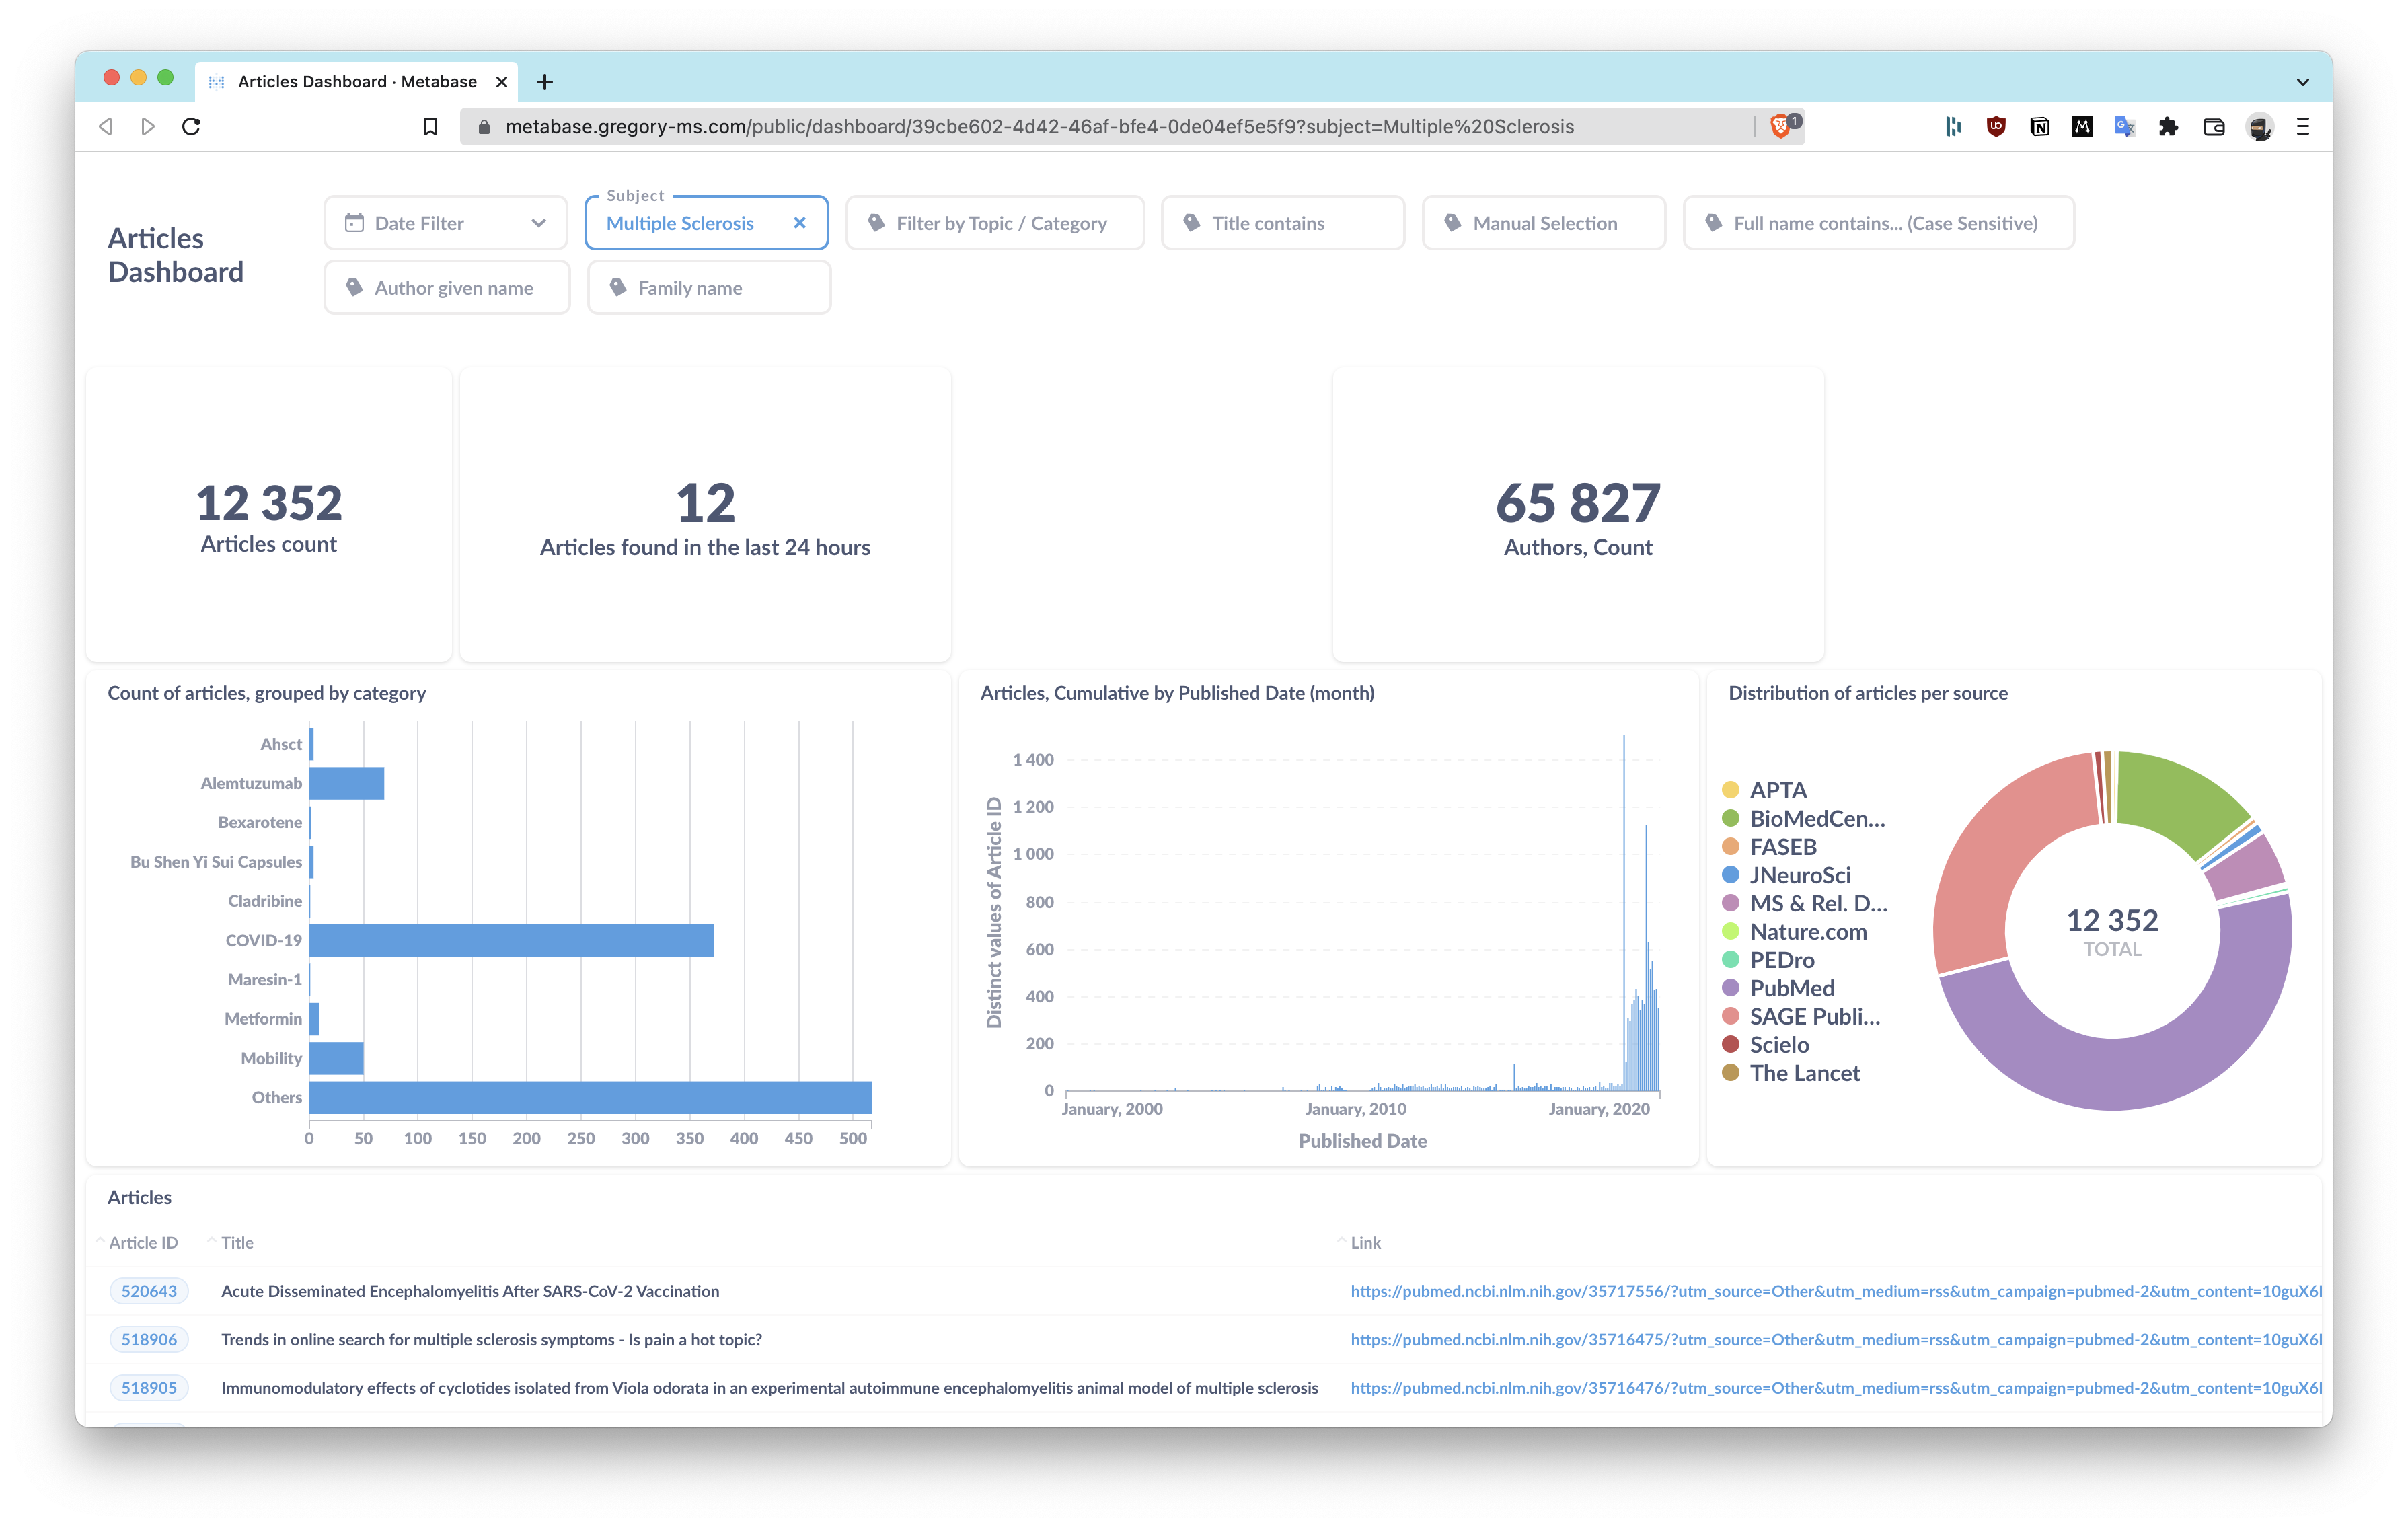 Articles Dashboard · Metabase
metabase.gregory-ms.com/public/dashboard/39cbe602-4d42-46af-bfe4-0de04ef5e5f9?subject=Multiple%20Sclerosis
1
Articles
Dashboard
Date Filter
Subject
Multiple Sclerosis
Filter by Topic / Category
Title contains
Manual Selection
Full name contains... (Case Sensitive)
Author given name
Family name
12 352
Articles count
12
Articles found in the last 24 hours
65 827
Authors, Count
Count of articles, grouped by category
Ahsct
Alemtuzumab
Bexarotene
Bu Shen Yi Sui Capsules
Cladribine
COVID-19
Maresin-1
Metformin
Mobility
Others
0 50 100 150 200 250 300 350 400 450 500
Articles, Cumulative by Published Date (month)
Distinct values of Article ID
1 400
1 200
1 000
800
600
400
200
0
January, 2000 January, 2010 January, 2020
Published Date
Distribution of articles per source
APTA
BioMedCen...
FASEB
JNeuroSci
MS & Rel. D...
Nature.com
PEDro
PubMed
SAGE Publi...
Scielo
The Lancet
12 352
TOTAL
Articles
Article ID Title Link
520643 Acute Disseminated Encephalomyelitis After SARS-CoV-2 Vaccination https://pubmed.ncbi.nlm.nih.gov/35717556/?utm_source=Other&utm_medium=rss&utm_campaign=pubmed-2&utm_content=10guX6
518906 Trends in online search for multiple sclerosis symptoms - Is pain a hot topic? https://pubmed.ncbi.nlm.nih.gov/35716475/?utm_source=Other&utm_medium=rss&utm_campaign=pubmed-2&utm_content=10guX6
518905 Immunomodulatory effects of cyclotides isolated from Viola odorata in an experimental autoimmune encephalomyelitis animal model of multiple sclerosis https://pubmed.ncbi.nlm.nih.gov/35716476/?utm_source=Other&utm_medium=rss&utm_campaign=pubmed-2&utm_content=10guX6